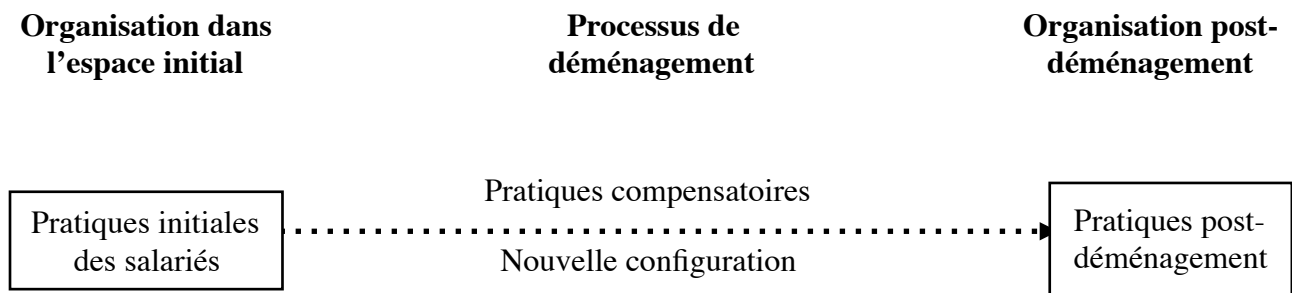 Organisation dans
l’espace initial
Processus de
déménagement
Organisation post-
déménagement
Pratiques initiales
des salariés
Pratiques compensatoires
Nouvelle configuration
Pratiques post-
déménagement